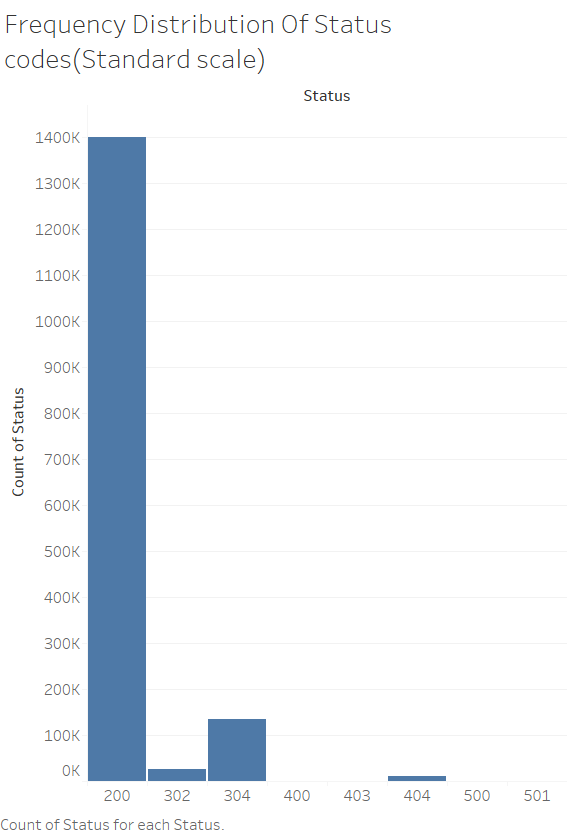 Frequency Distribution Of Status
codes(Standard scale)
Status
1400K
1300K
1200K
1100K
1000K
900K
800K
700K
600K
500K
400K
300K
200K
100K
0K
Count of Status
200 302 304 400 403 404 500 501
Count of Status for each Status.